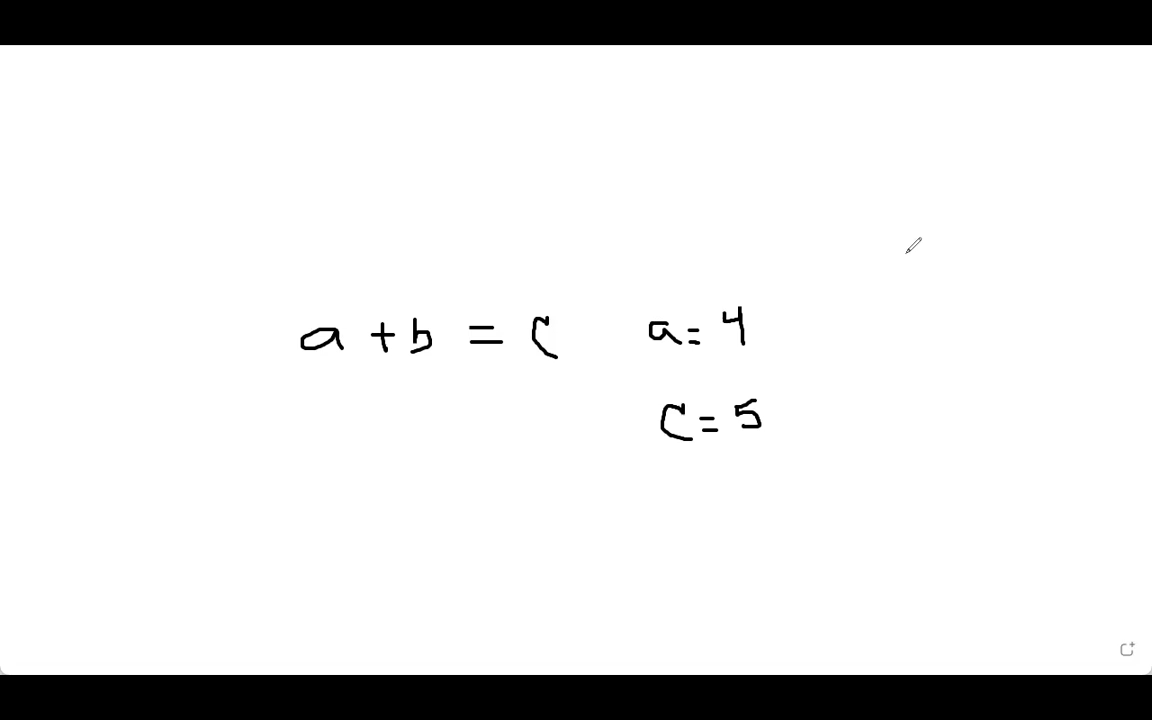 a + b = c a = 4
c = 5